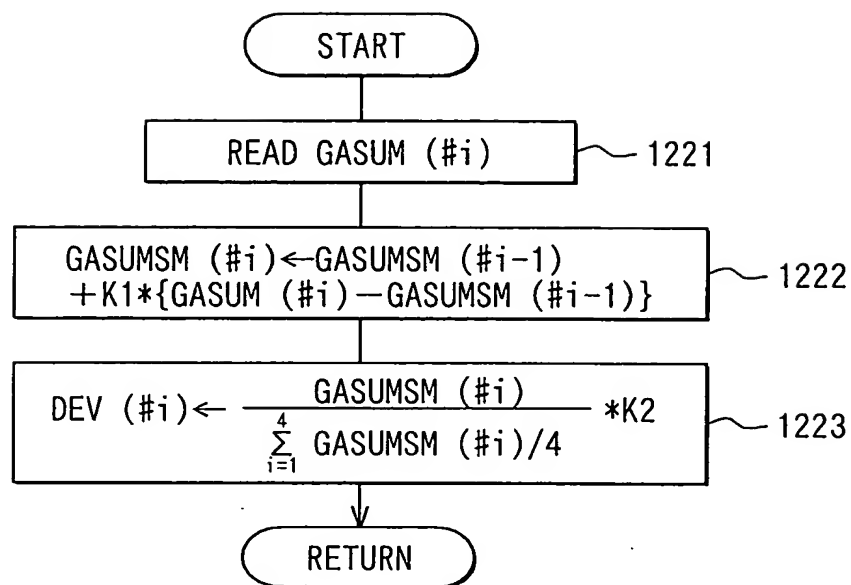 START
READ GASUM (#i)
1221
GASUMSM (#i)←GASUMSM (#i-1)
+K1*{GASUM (#i)-GASUMSM (#i-1)}
1222
GASUMSM (#i)
DEV (#i)← *K2
4
Σ GASUMSM (#i)/4
i=1
1223
RETURN